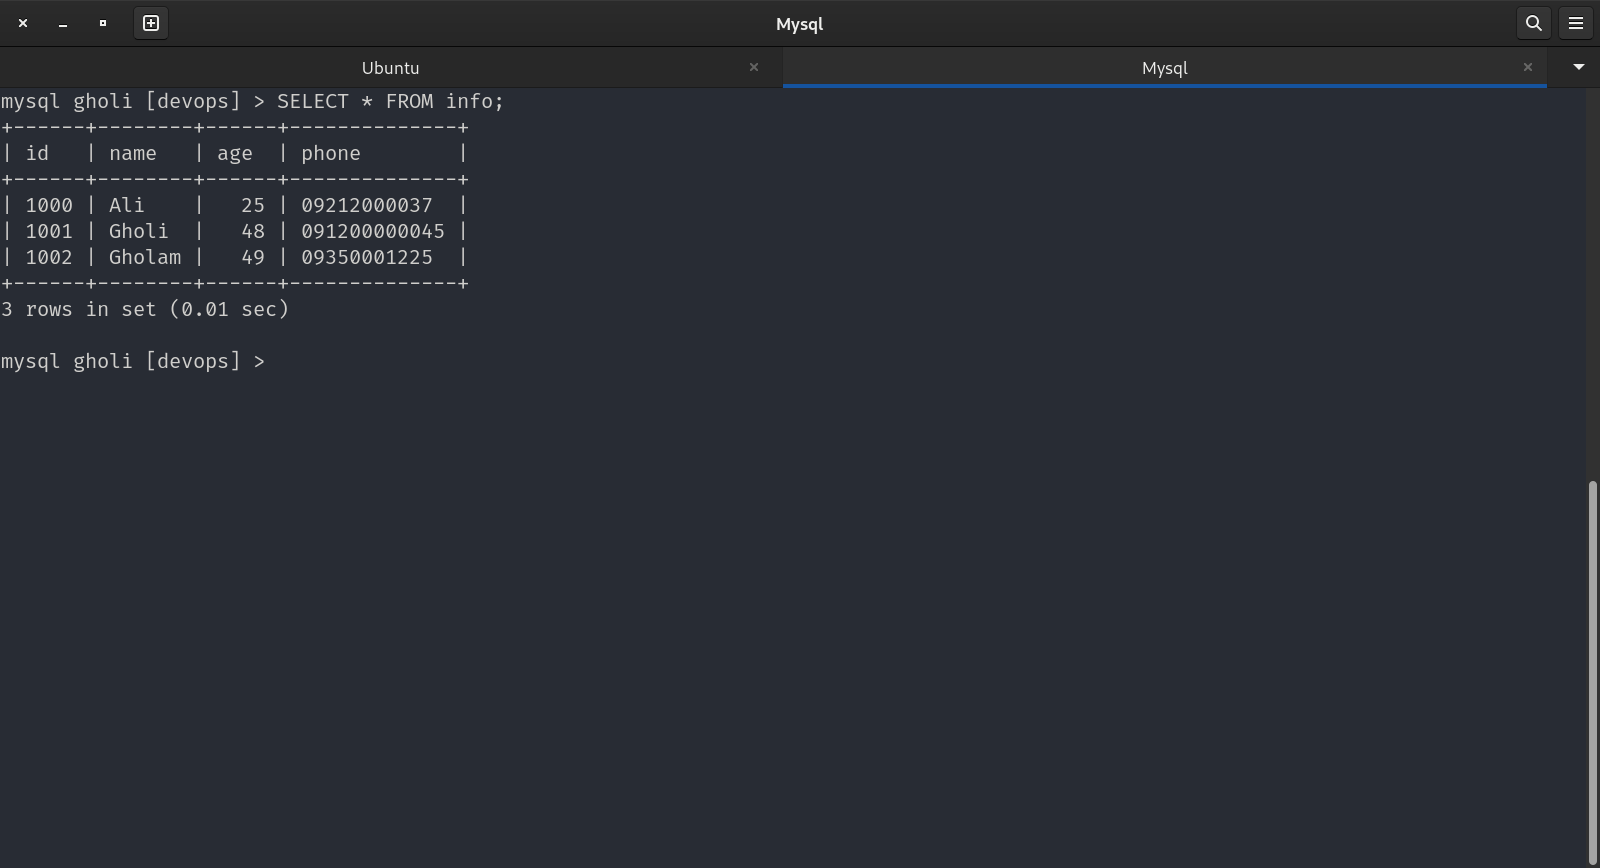 Mysql
Ubuntu Mysql
mysql gholi [devops] > SELECT * FROM info;
+------+--------+------+--------------+
| id   | name   | age  | phone        |
+------+--------+------+--------------+
| 1000 | Ali    |   25 | 09212000037  |
| 1001 | Gholi  |   48 | 091200000045 |
| 1002 | Gholam |   49 | 09350001225  |
+------+--------+------+--------------+
3 rows in set (0.01 sec)
mysql gholi [devops] >